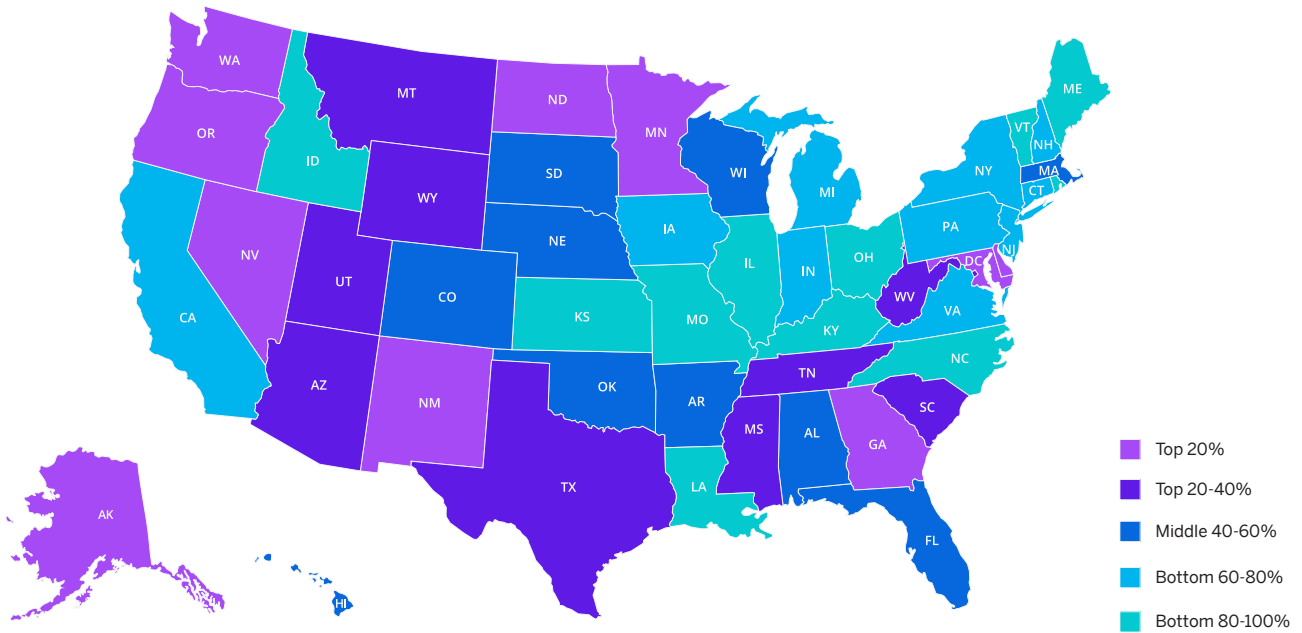 WA
MT
ND
MN
OR
ID
SD
WI
ME
VT
NH
NY
MA
CT
MI
WY
IA
NE
PA
NJ
NV
UT
CO
IL
IN
OH
DC
WV
VA
CA
KS
MO
KY
NC
AZ
NM
OK
AR
TN
SC
MS
AL
GA
TX
LA
FL
AK
HI
Top 20%
Top 20-40%
Middle 40-60%
Bottom 60-80%
Bottom 80-100%